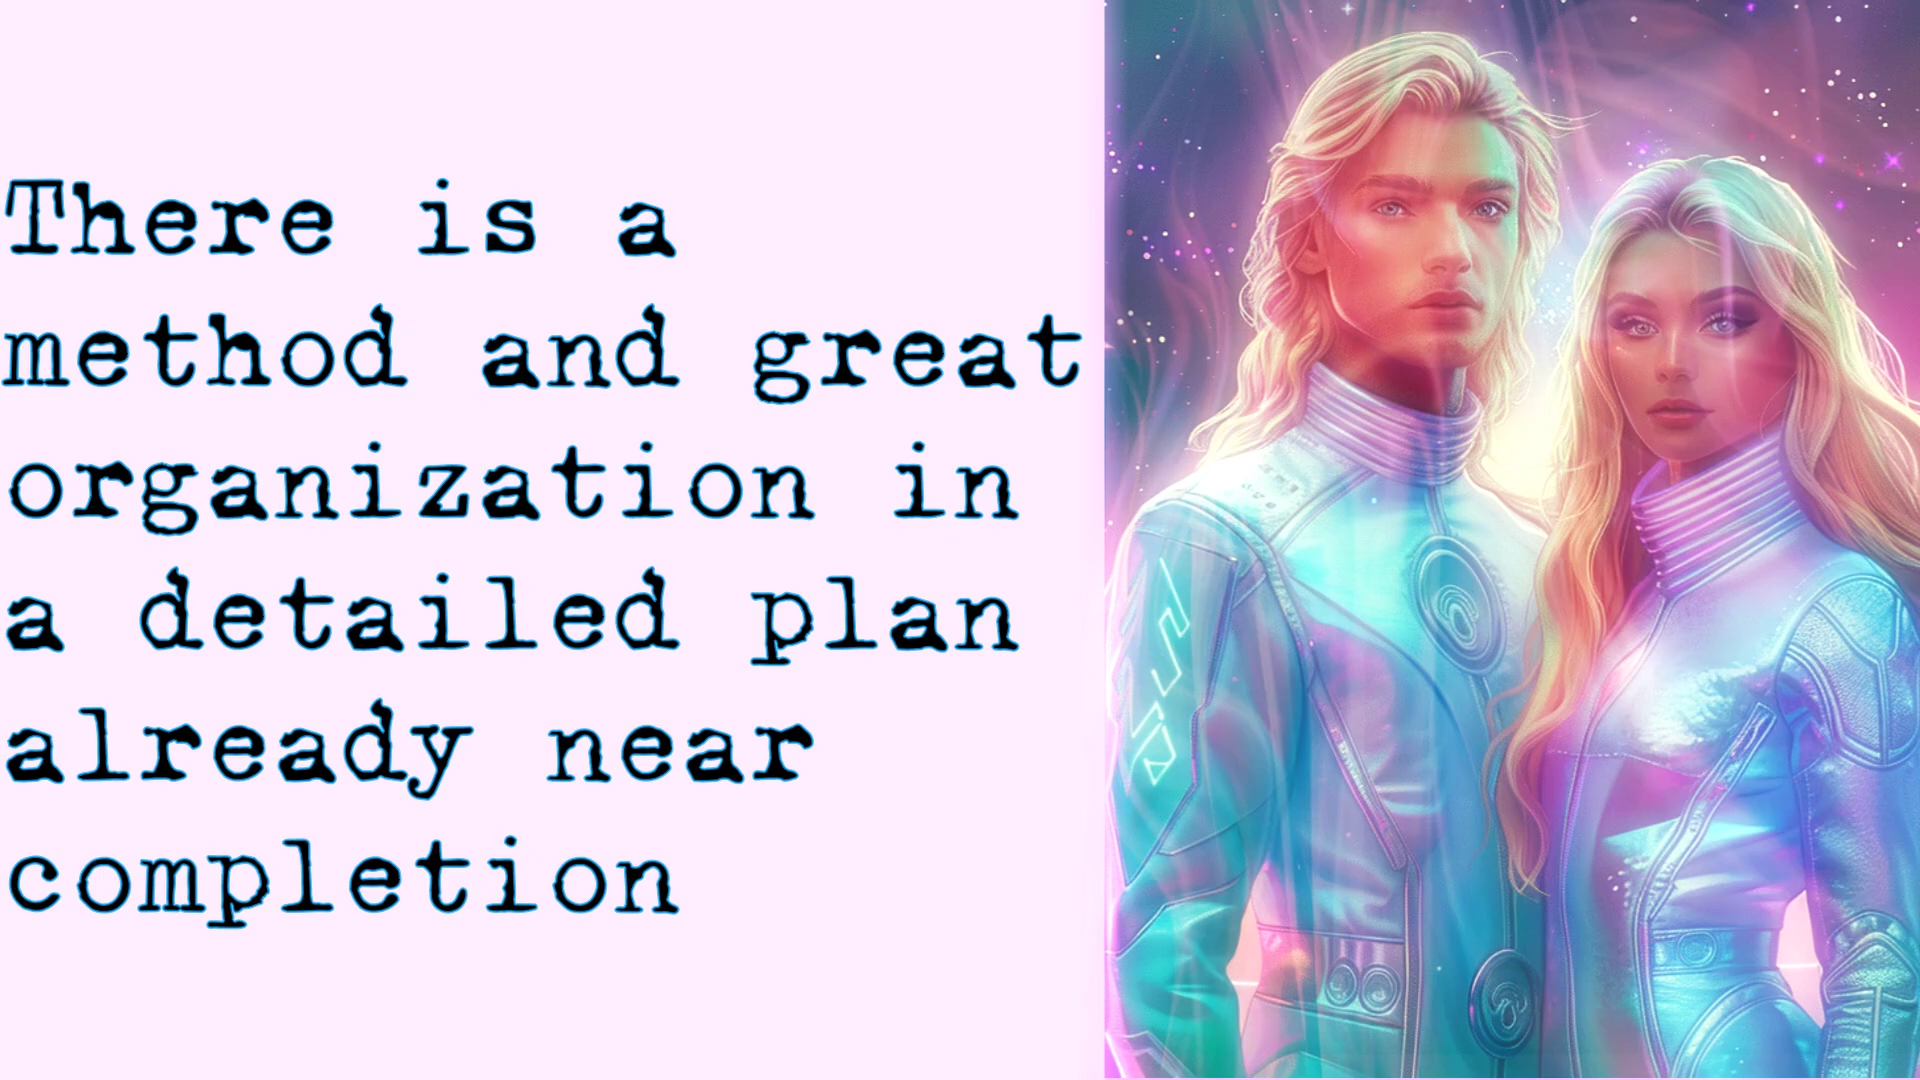 There is a
method and great
organization in
a detailed plan
already near
completion